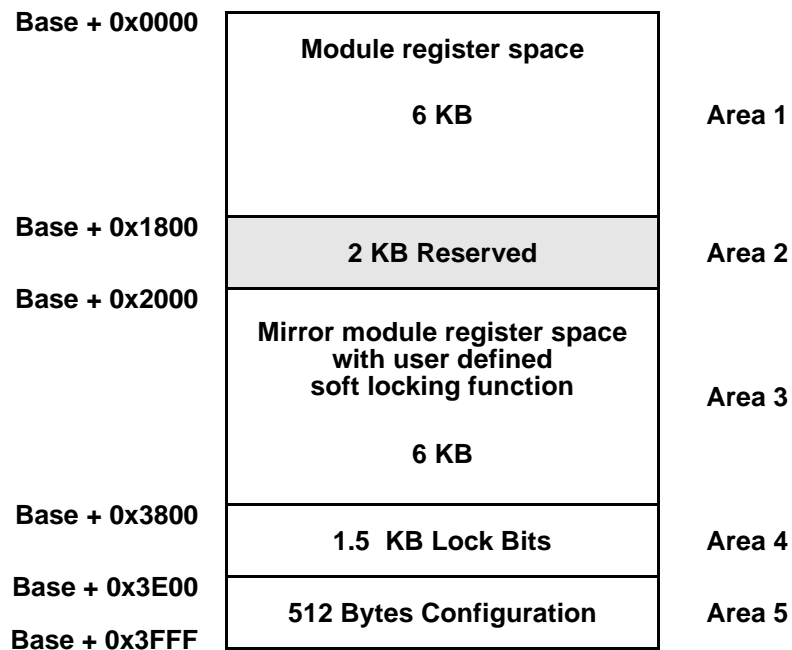 Base + 0x0000
Module register space
6 KB
Area 1
Base + 0x1800
2 KB Reserved
Area 2
Base + 0x2000
Mirror module register space
with user defined
soft locking function
Area 3
6 KB
Base + 0x3800
1.5 KB Lock Bits
Area 4
Base + 0x3E00
512 Bytes Configuration
Area 5
Base + 0x3FFF